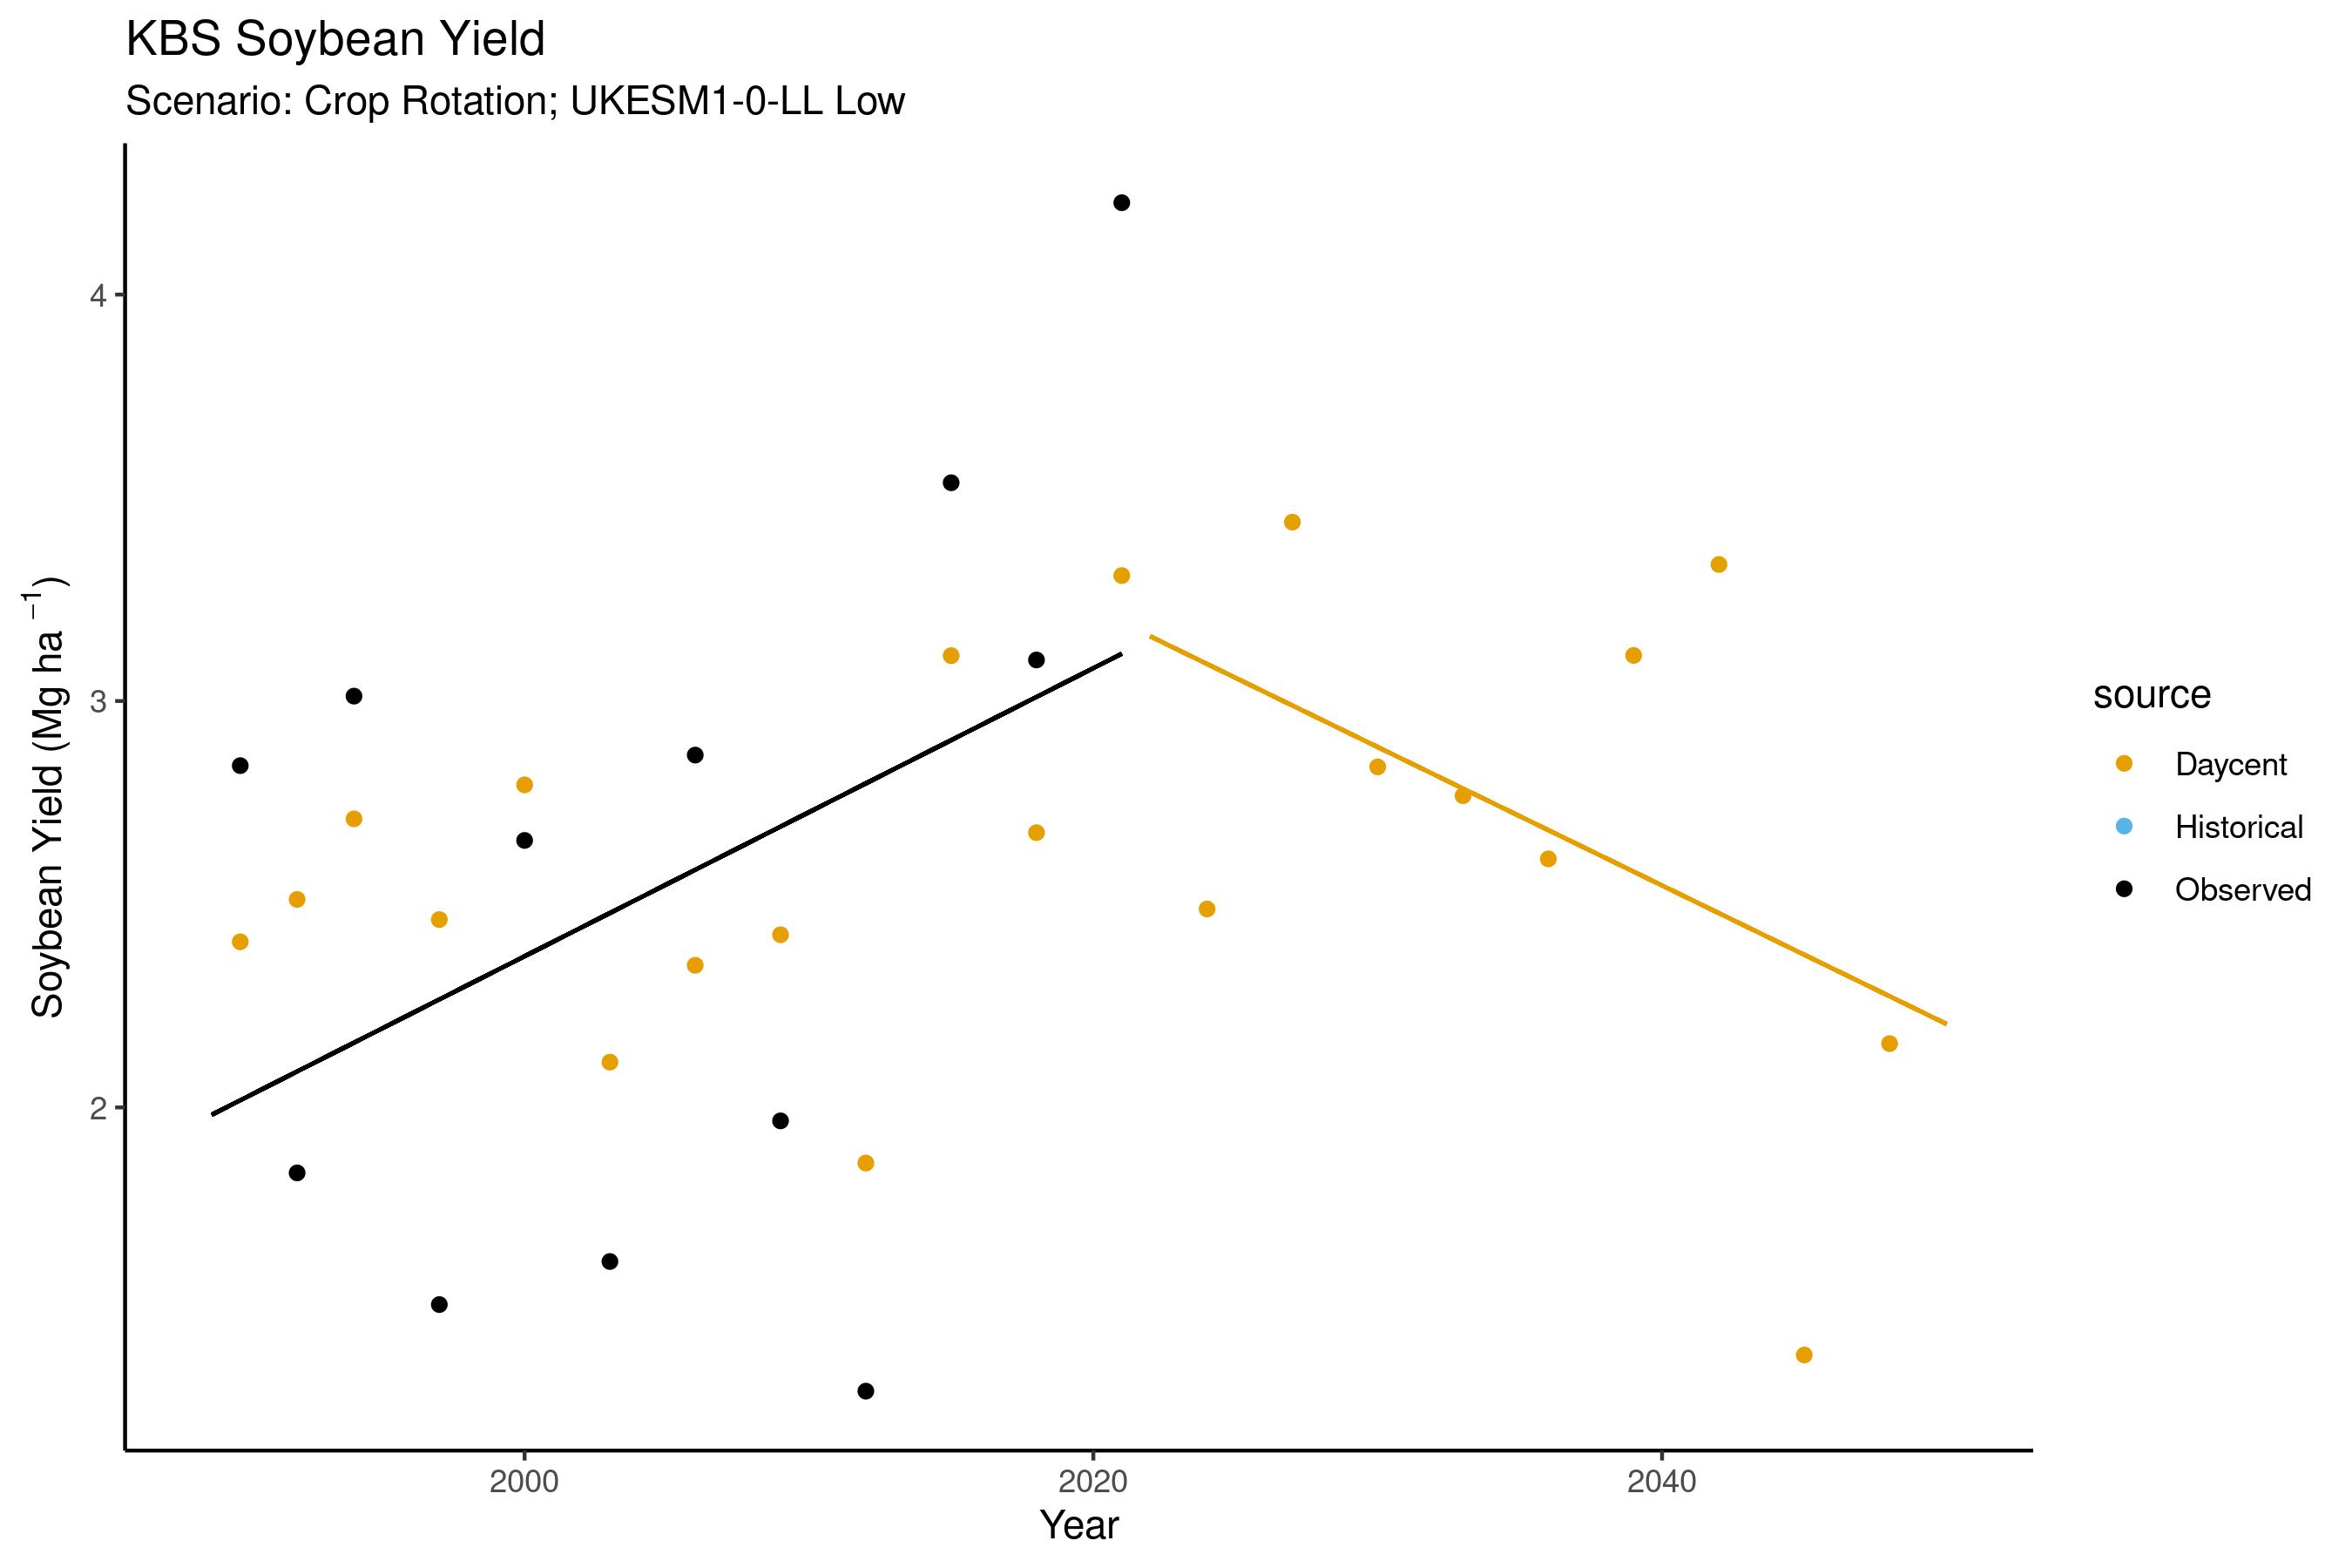 KBS Soybean Yield
Scenario: Crop Rotation; UKESM1-0-LL Low
Soybean Yield (Mg ha⁻¹)
4
3
2
2000
2020
2040
Year
source
Daycent
Historical
Observed